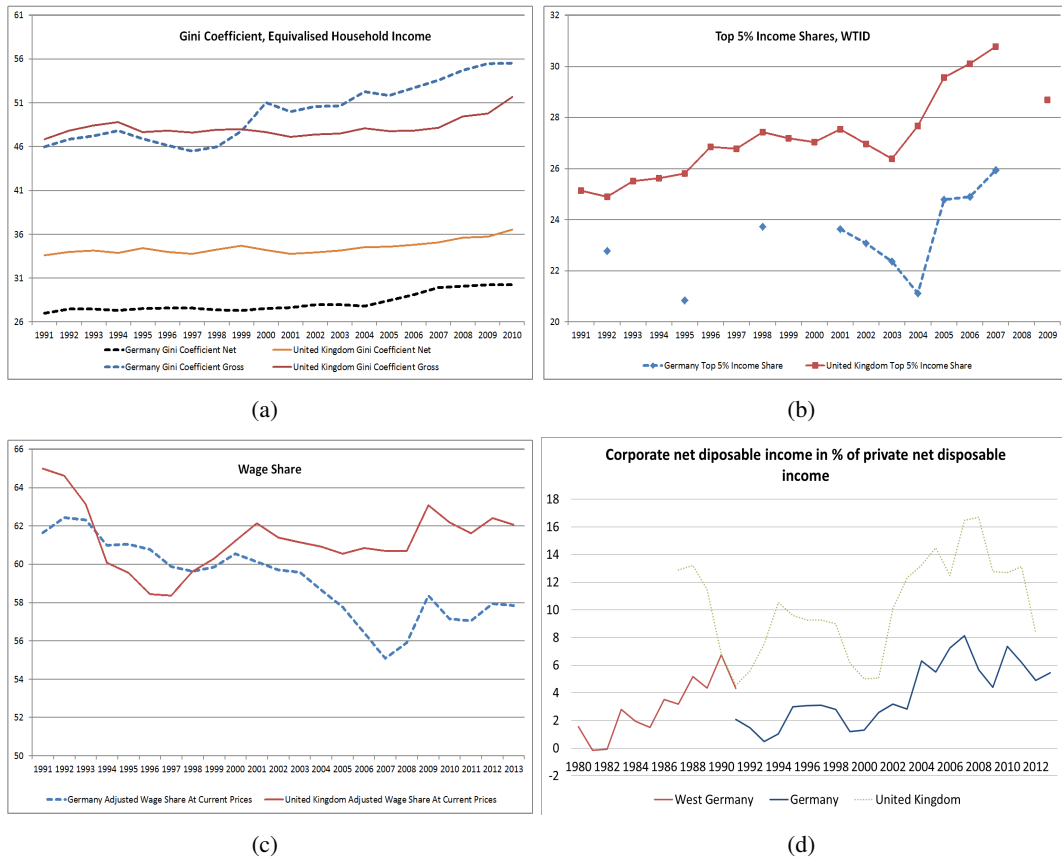 Gini Coefficient, Equivalised Household Income
61
56
51
46
41
36
31
26
1991 1992 1993 1994 1995 1996 1997 1998 1999 2000 2001 2002 2003 2004 2005 2006 2007 2008 2009 2010
Germany Gini Coefficient Net
United Kingdom Gini Coefficient Net
Germany Gini Coefficient Gross
United Kingdom Gini Coefficient Gross
(a)
Top 5% Income Shares, WTID
32
30
28
26
24
22
20
1991 1992 1993 1994 1995 1996 1997 1998 1999 2000 2001 2002 2003 2004 2005 2006 2007 2008 2009
Germany Top 5% Income Share
United Kingdom Top 5% Income Share
(b)
Wage Share
66
64
62
60
58
56
54
52
50
1991 1992 1993 1994 1995 1996 1997 1998 1999 2000 2001 2002 2003 2004 2005 2006 2007 2008 2009 2010 2011 2012 2013
Germany Adjusted Wage Share At Current Prices
United Kingdom Adjusted Wage Share At Current Prices
(c)
Corporate net diposable income in % of private net disposable
income
18
16
14
12
10
8
6
4
2
0
-2
1980 1982 1984 1986 1988 1990 1992 1994 1996 1998 2000 2002 2004 2006 2008 2010 2012
West Germany
Germany
United Kingdom
(d)